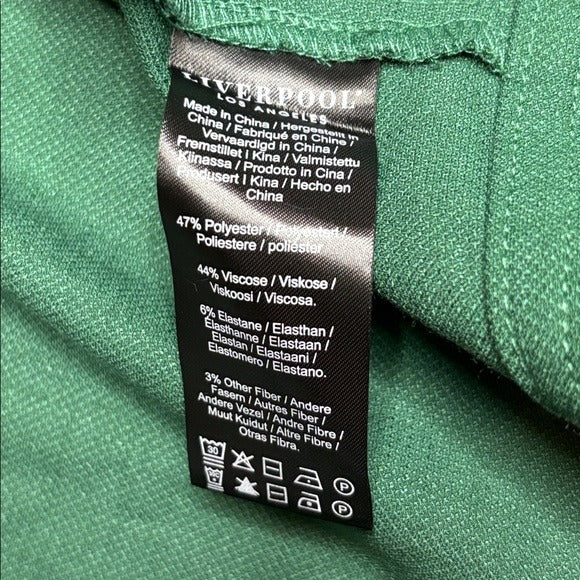 LIVERPOOL
LOS ANGELES
Made in China / Hergestellt in
China / Fabriqué en Chine /
Vervaardigd in China /
Fremstillet i Kina / Valmistettu
Kiinassa / Prodotto in Cina /
Produsert i Kina / Hecho en
China
47% Polyester / Polyesteri /
Poliestere / poliéster
44% Viscose / Viskose /
Viskoosi / Viscosa.
6% Elastane / Elasthan /
Élasthanne / Elastaan /
Elastan / Elastaani /
Elastomero / Elastano.
3% Other Fiber / Andere
Fasern / Autres Fiber /
Andere Vezel / Andre Fibre /
Muut Kuidut / Altre Fibre /
Otras Fibra.
30 P
P